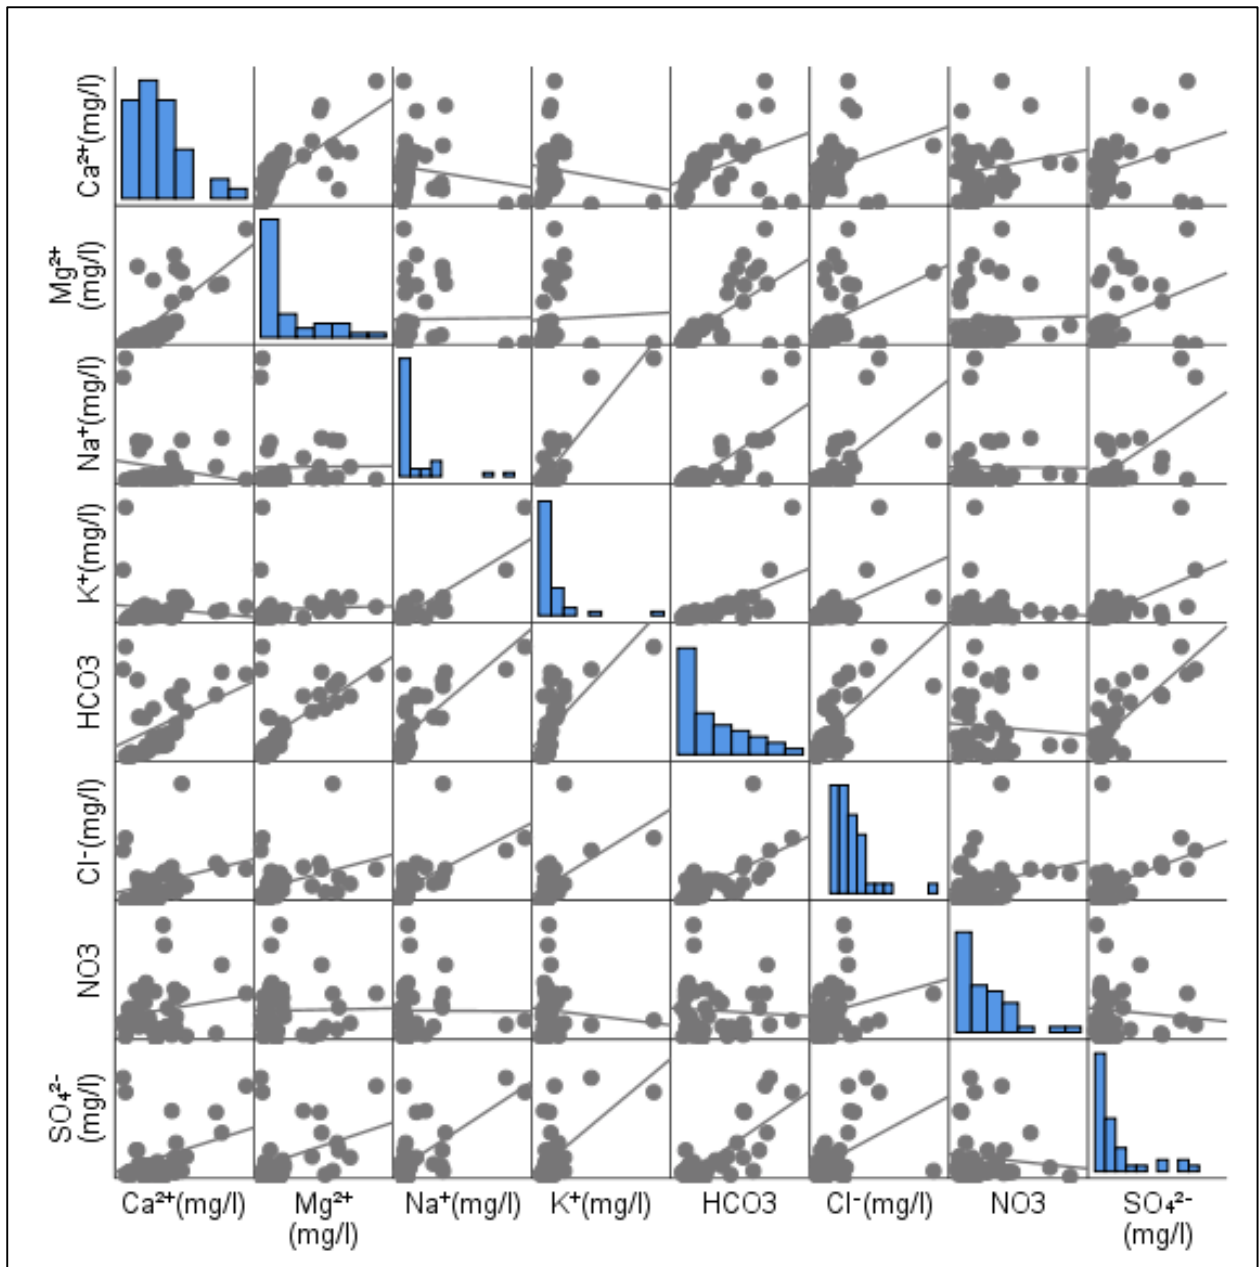 Ca²⁺(mg/l)
Mg²⁺
(mg/l)
Na⁺(mg/l)
K⁺(mg/l)
HCO3
Cl⁻(mg/l)
NO3
SO₄²⁻
(mg/l)
Ca²⁺(mg/l) Mg²⁺ Na⁺(mg/l) K⁺(mg/l) HCO3 Cl⁻(mg/l) NO3 SO₄²⁻
(mg/l) (mg/l)